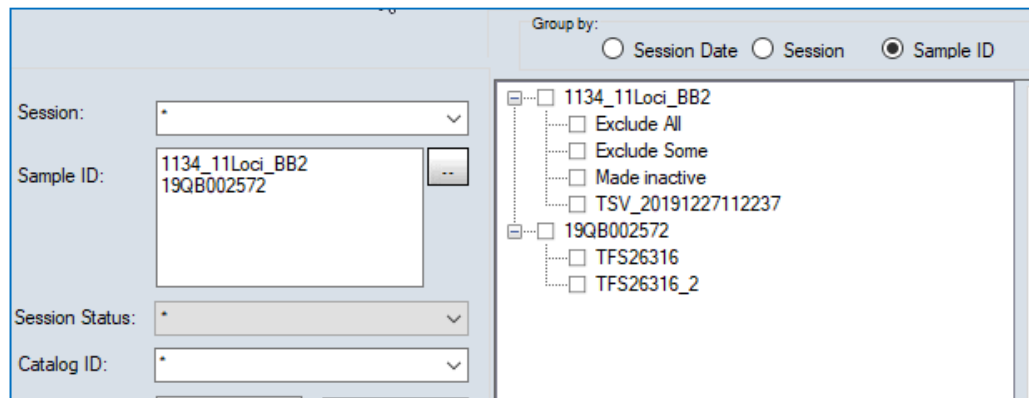 Group by:
Session Date Session Sample ID
Session: *
Sample ID: 1134_11Loci_BB2
19QB002572
..
Session Status: *
Catalog ID: *
1134_11Loci_BB2
Exclude All
Exclude Some
Made inactive
TSV_20191227112237
19QB002572
TFS26316
TFS26316_2